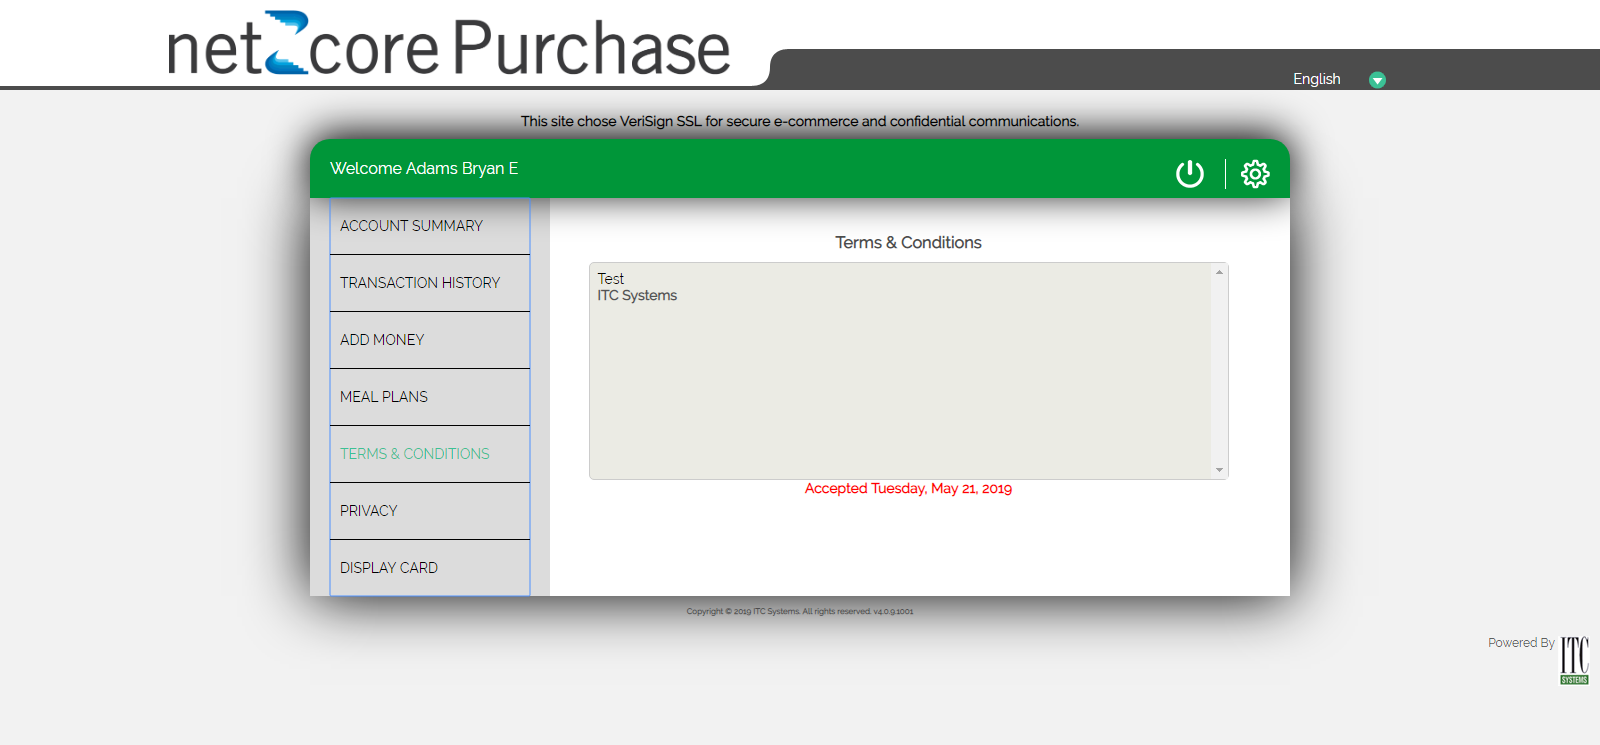 netZcore Purchase
English
This site chose VeriSign SSL for secure e-commerce and confidential communications.
Welcome Adams Bryan E
ACCOUNT SUMMARY
TRANSACTION HISTORY
ADD MONEY
MEAL PLANS
TERMS & CONDITIONS
PRIVACY
DISPLAY CARD
Terms & Conditions
Test
ITC Systems
Accepted Tuesday, May 21, 2019
Copyright © 2019 ITC Systems. All rights reserved. v4.0.9.1001
Powered By
ITC
SYSTEMS